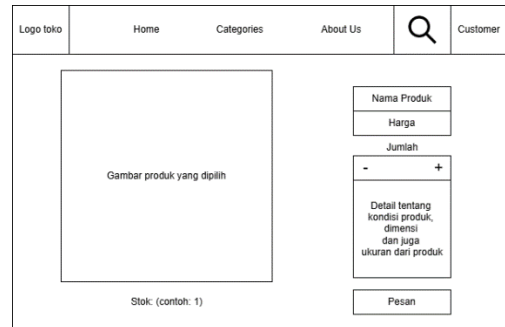 Logo toko
Home
Categories
About Us
Customer
Gambar produk yang dipilih
Stok: (contoh: 1)
Nama Produk
Harga
Jumlah
- +
Detail tentang
kondisi produk,
dimensi
dan juga
ukuran dari produk
Pesan